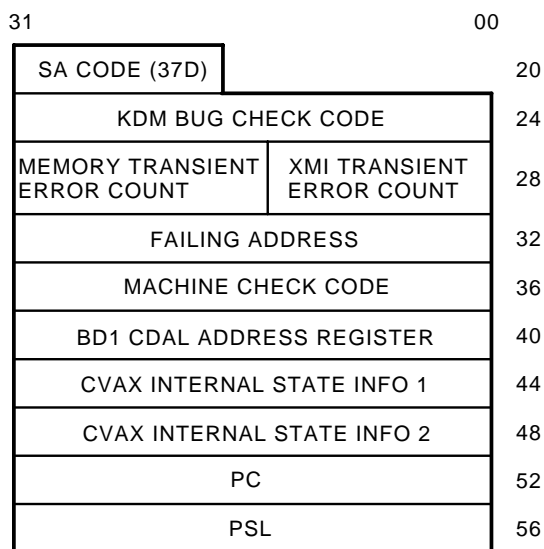 31 00
SA CODE (37D) 20
KDM BUG CHECK CODE 24
MEMORY TRANSIENT XMI TRANSIENT
ERROR COUNT ERROR COUNT 28
FAILING ADDRESS 32
MACHINE CHECK CODE 36
BD1 CDAL ADDRESS REGISTER 40
CVAX INTERNAL STATE INFO 1 44
CVAX INTERNAL STATE INFO 2 48
PC 52
PSL 56